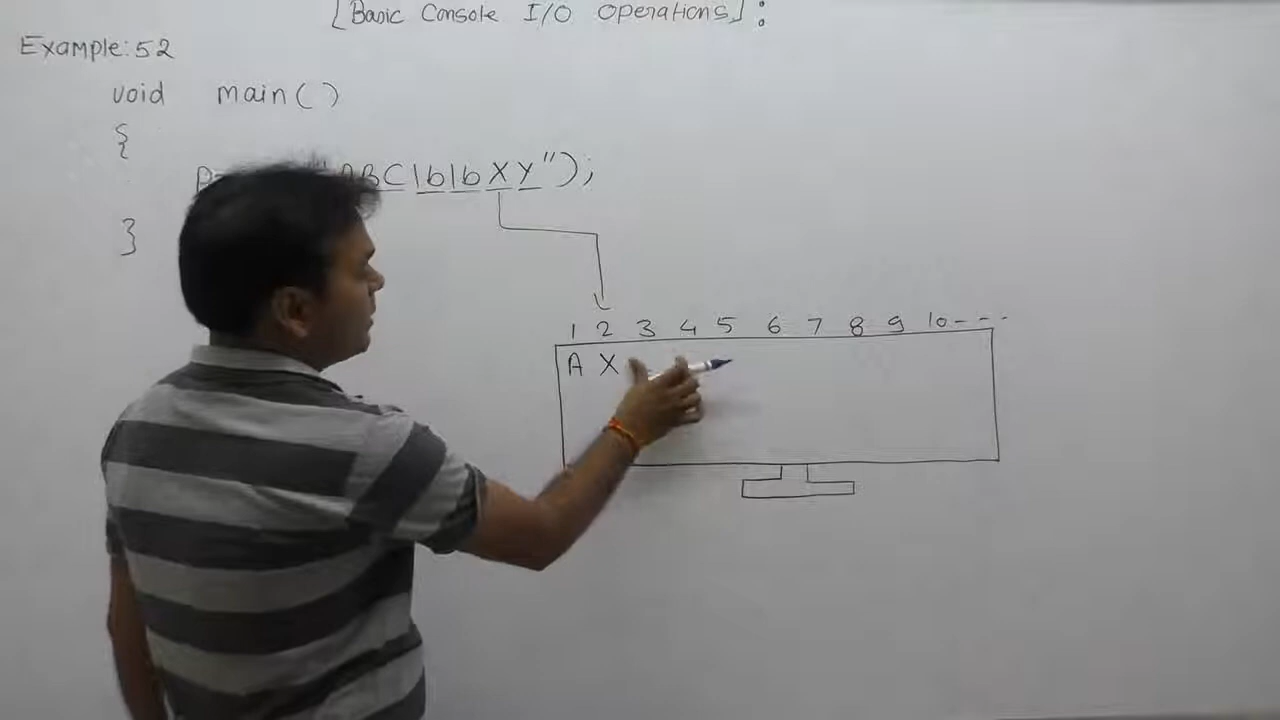 [Basic Console I/O Operations]:
Example: 52
void main()
{
"ABC\b\bXY");
}
1 2 3 4 5 6 7 8 9 10---
A X